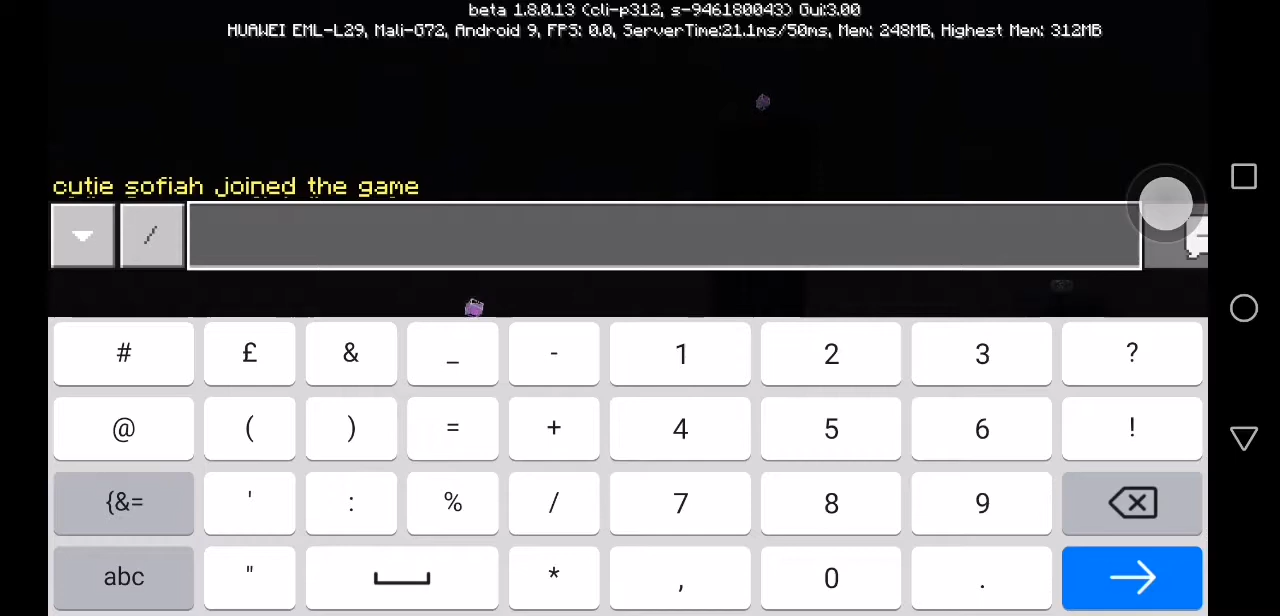 beta 1.8.0.13 (cli-p312, s-946180043) Gui:3.00
HUAWEI EML-L29, Mali-G72, Android 9, FPS: 0.0, ServerTime:21.1ms/50ms, Mem: 248MB, Highest Mem: 312MB
cutie sofiah joined the game
/
# £ & _ - 1 2 3 ?
@ ( ) = + 4 5 6 !
{&= ' : % / 7 8 9
abc " * , 0 .